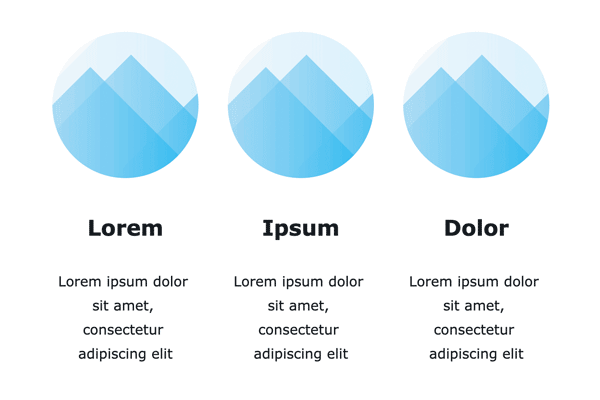 Lorem
Ipsum
Dolor
Lorem ipsum dolor
sit amet,
consectetur
adipiscing elit
Lorem ipsum dolor
sit amet,
consectetur
adipiscing elit
Lorem ipsum dolor
sit amet,
consectetur
adipiscing elit